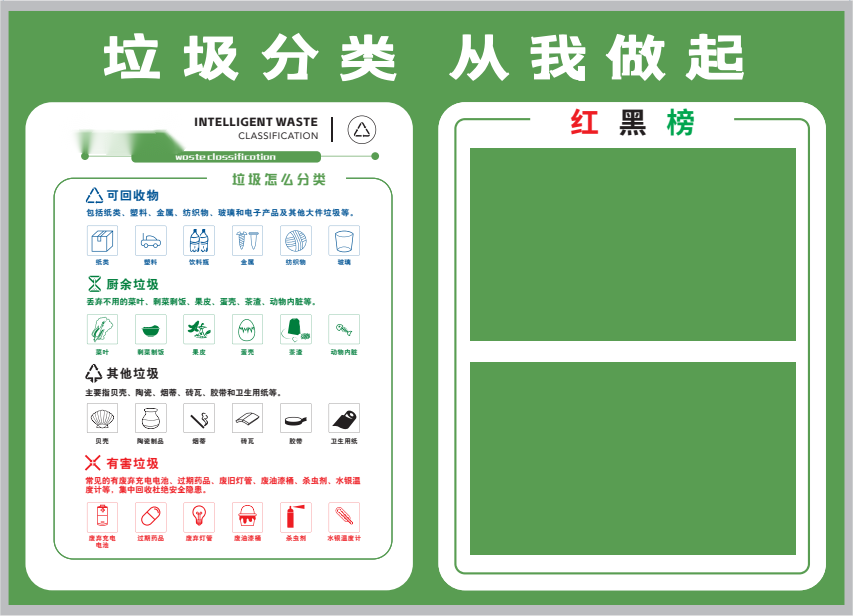 垃圾分类 从我做起
INTELLIGENT WASTE
CLASSIFICATION
waste classification
垃圾怎么分类
可回收物
包括纸类、塑料、金属、纺织物、玻璃和电子产品及其他大件垃圾等。
纸类 塑料 饮料瓶 金属 纺织物 玻璃
厨余垃圾
丢弃不用的菜叶、剩菜剩饭、果皮、蛋壳、茶渣、动物内脏等。
菜叶 剩菜剩饭 果皮 蛋壳 茶渣 动物内脏
其他垃圾
主要指贝壳、陶瓷、烟蒂、砖瓦、胶带和卫生用纸等。
贝壳 陶瓷制品 烟蒂 砖瓦 胶带 卫生用纸
有害垃圾
常见的有废弃充电电池、过期药品、废旧灯管、废油漆桶、杀虫剂、水银温
度计等、集中回收杜绝安全隐患。
废弃充电
电池 过期药品 废弃灯管 废油漆桶 杀虫剂 水银温度计
红黑榜